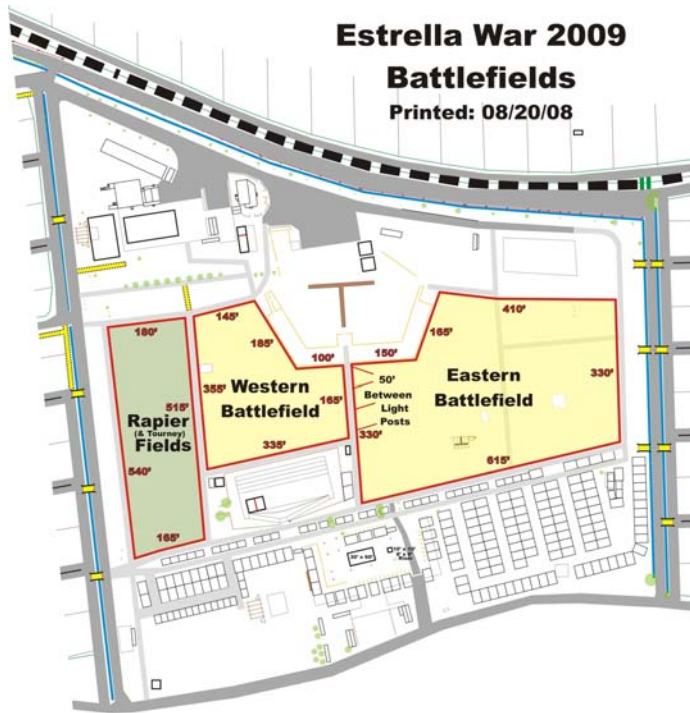 Estrella War 2009
Battlefields
Printed: 08/20/08
180'
145'
185'
100'
150'
165'
410'
355'
515'
Western
Battlefield
165'
335'
50'
Between
Light
Posts
330'
Eastern
Battlefield
330'
615'
Rapier
(& Tourney)
Fields
540'
165'